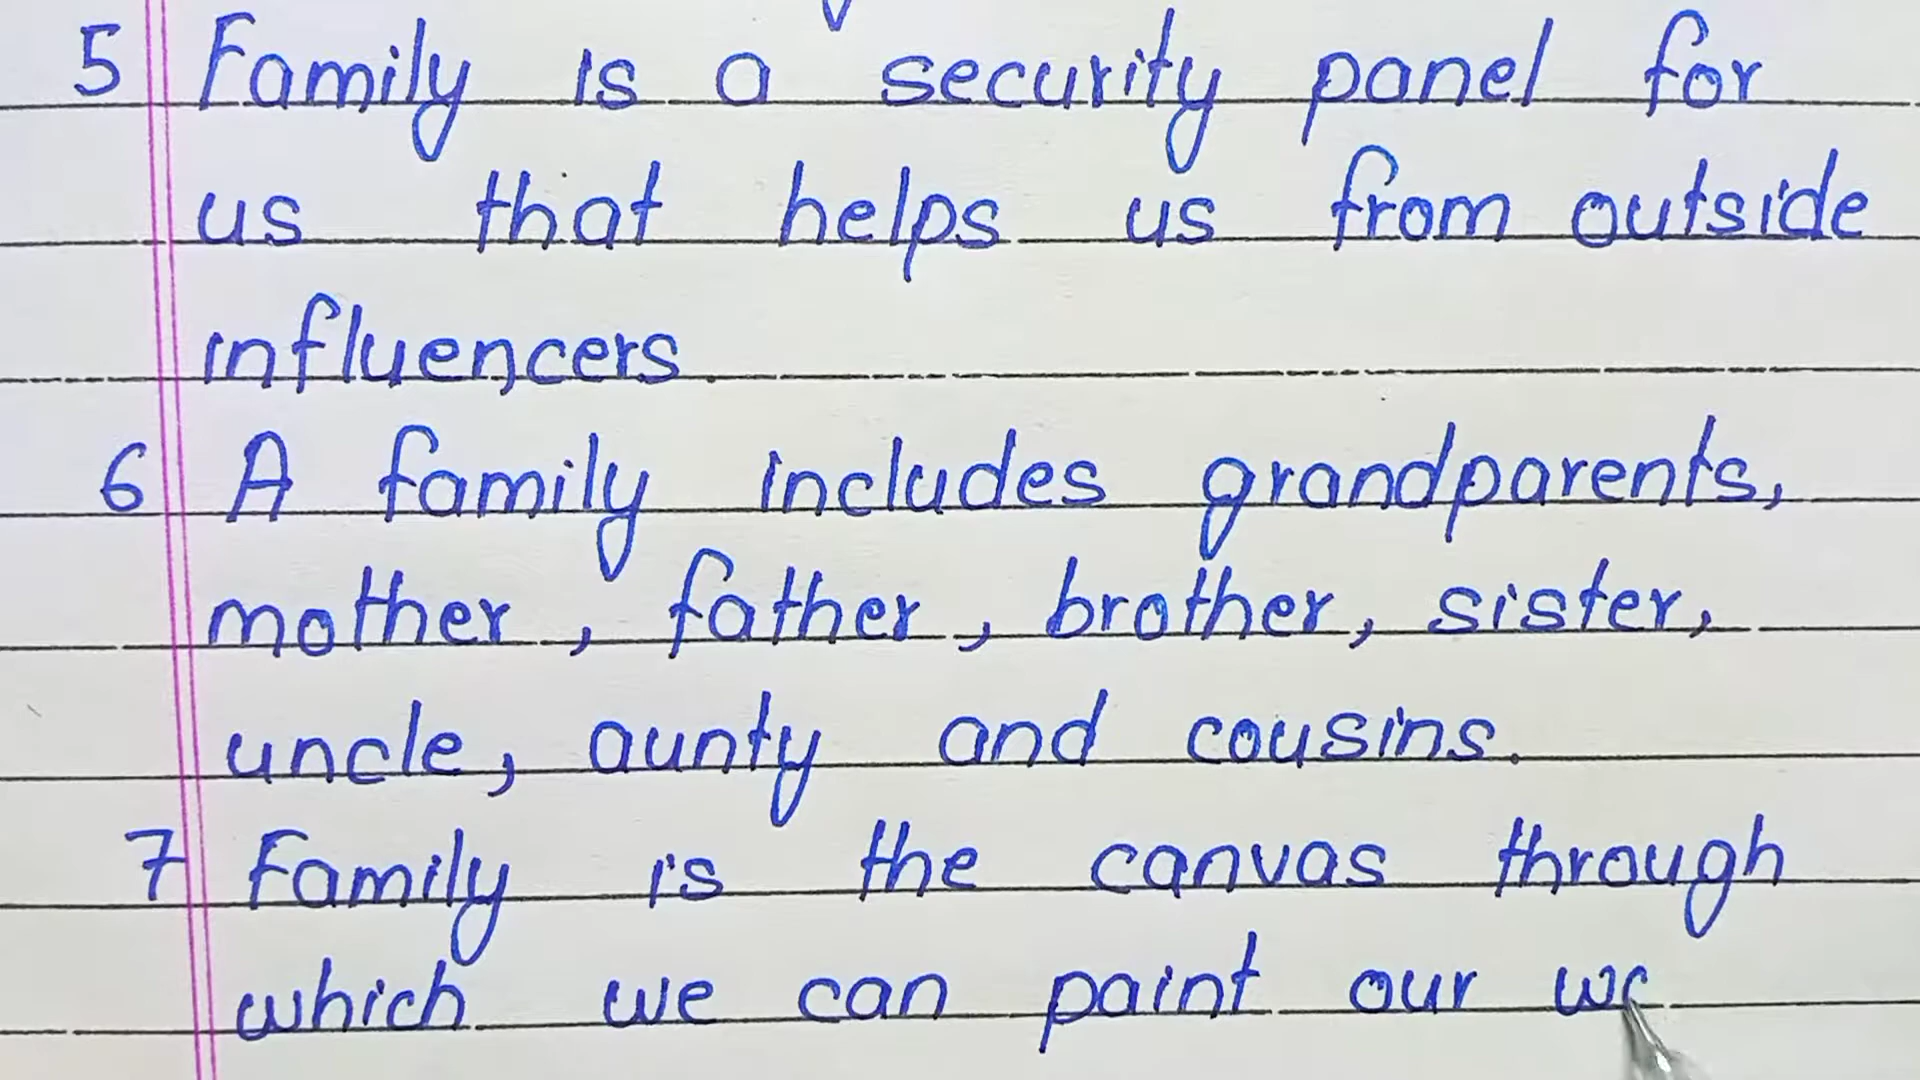 5 Family is a security panel for
us that helps us from outside
influencers.
6 A family includes grandparents,
mother, father, brother, sister,
uncle, aunty and cousins.
7 Family is the canvas through
which we can paint our